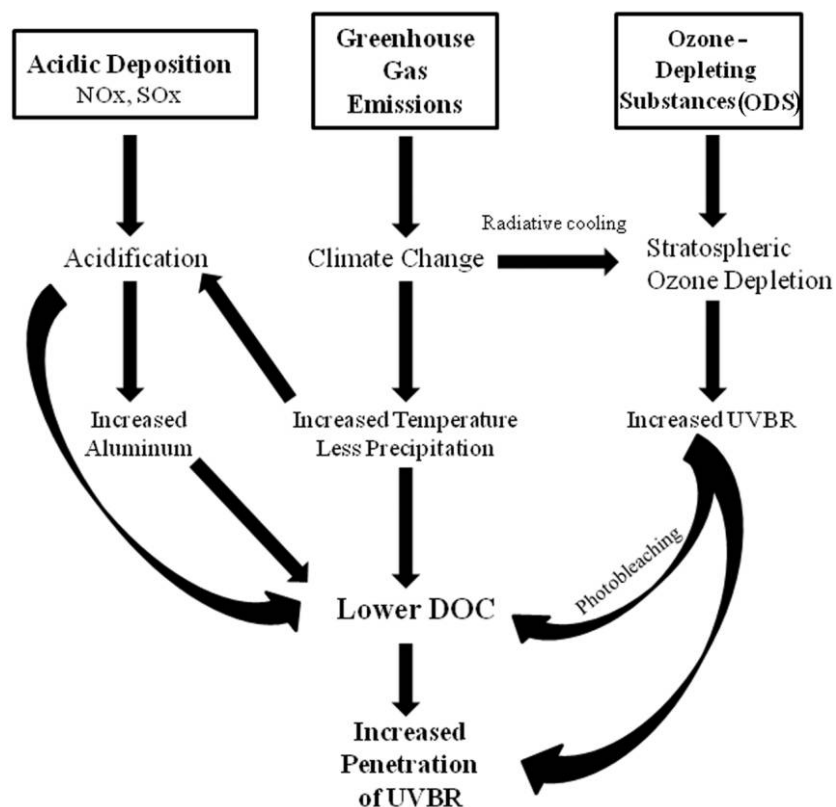 Acidic Deposition
NOx, SOx
Greenhouse
Gas
Emissions
Ozone –
Depleting
Substances(ODS)
Radiative cooling
Acidification
Climate Change
Stratospheric
Ozone Depletion
Increased
Aluminum
Increased Temperature
Less Precipitation
Increased UVBR
Photobleaching
Lower DOC
Increased
Penetration
of UVBR